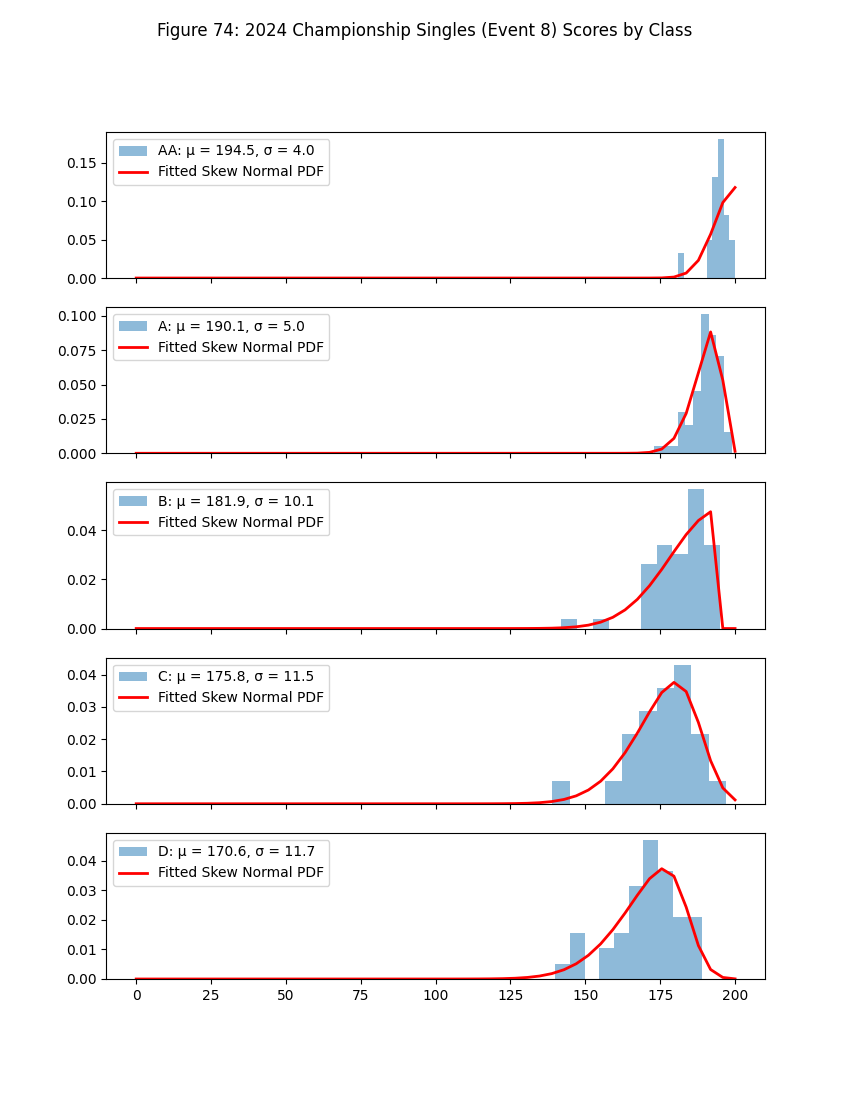 Figure 74: 2024 Championship Singles (Event 8) Scores by Class
AA: μ = 194.5, σ = 4.0
Fitted Skew Normal PDF
0.15
0.10
0.05
0.00
A: μ = 190.1, σ = 5.0
Fitted Skew Normal PDF
0.100
0.075
0.050
0.025
0.000
B: μ = 181.9, σ = 10.1
Fitted Skew Normal PDF
0.04
0.02
0.00
C: μ = 175.8, σ = 11.5
Fitted Skew Normal PDF
0.04
0.03
0.02
0.01
0.00
D: μ = 170.6, σ = 11.7
Fitted Skew Normal PDF
0.04
0.03
0.02
0.01
0.00
0 25 50 75 100 125 150 175 200